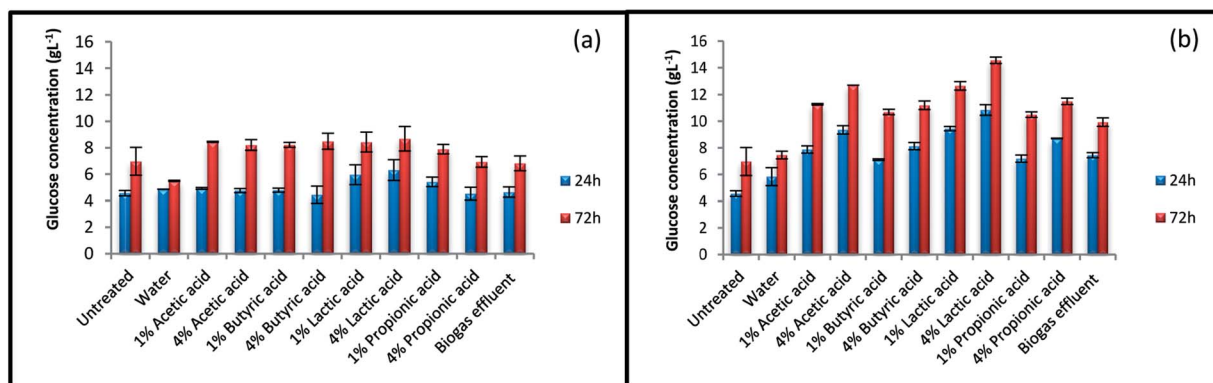 (a)
Glucose concentration (gL-1)
16
14
12
10
8
6
4
2
0
Untreated
Water
1% Acetic acid
4% Acetic acid
1% Butyric acid
4% Butyric acid
1% Lactic acid
4% Lactic acid
1% Propionic acid
4% Propionic acid
Biogas effluent
24h
72h
(b)
Glucose concentration (gL-1)
16
14
12
10
8
6
4
2
0
Untreated
Water
1% Acetic acid
4% Acetic acid
1% Butyric acid
4% Butyric acid
1% Lactic acid
4% Lactic acid
1% Propionic acid
4% Propionic acid
Biogas effluent
24h
72h